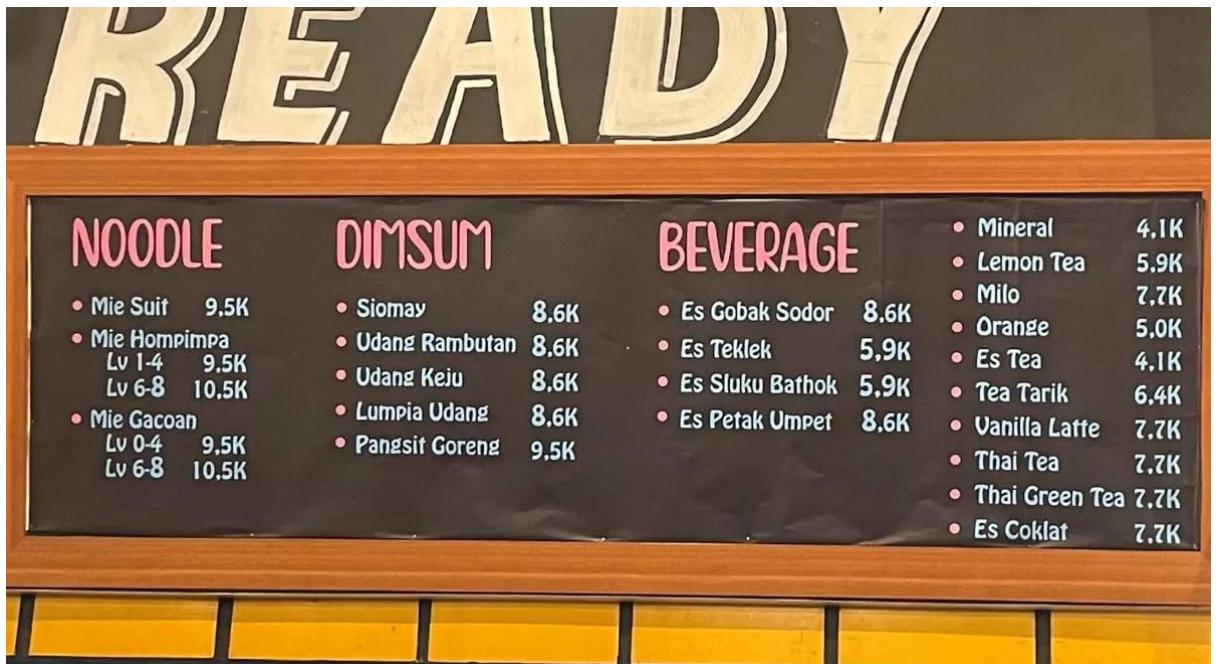 READY
NOODLE
• Mie Suit 9.5K
• Mie Hompimpa
Lv 1-4 9.5K
Lv 6-8 10.5K
• Mie Gacoan
Lv 0-4 9.5K
Lv 6-8 10.5K
DIMSUM
• Siomay 8,6K
• Udang Rambutan 8,6K
• Udang Keju 8,6K
• Lumpia Udang 8,6K
• Pangsit Goreng 9,5K
BEVERAGE
• Es Gobak Sodor 8,6K
• Es Teklek 5,9K
• Es Sluku Bathok 5,9K
• Es Petak Umpet 8,6K
• Mineral 4,1K
• Lemon Tea 5.9K
• Milo 7,7K
• Orange 5,0K
• Es Tea 4,1K
• Tea Tarik 6,4K
• Vanilla Latte 7,7K
• Thai Tea 7,7K
• Thai Green Tea 7,7K
• Es Coklat 7,7K